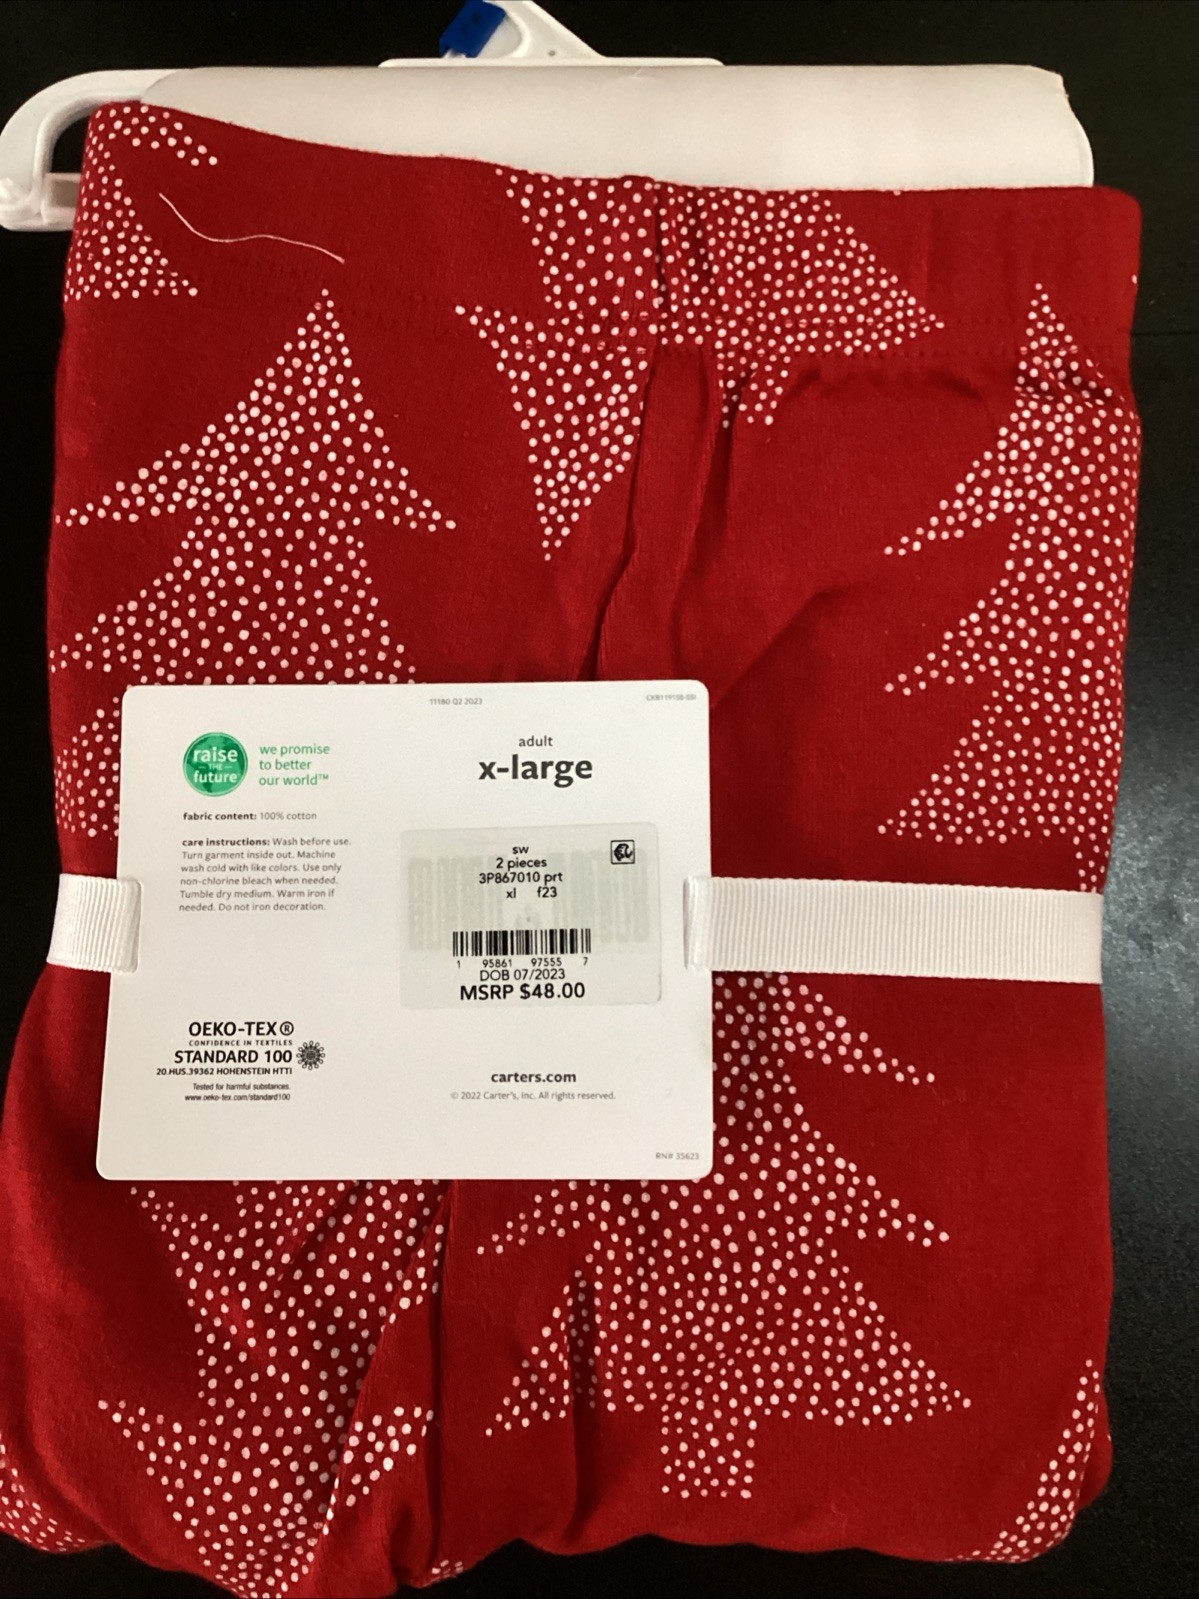 11180 Q2 2023
raise
THE
future
we promise
to better
our world™
adult
x-large
fabric content: 100% cotton
care instructions: Wash before use.
Turn garment inside out. Machine
wash cold with like colors. Use only
non-chlorine bleach when needed.
Tumble dry medium. Warm iron if
needed. Do not iron decoration.
sw
2 pieces
3P867010 prt
xl f23
1 95861 97555 7
DOB 07/2023
MSRP $48.00
OEKO-TEX®
CONFIDENCE IN TEXTILES
STANDARD 100
20.HUS.39362 HOHENSTEIN HTTI
Tested for harmful substances.
www.oeko-tex.com/standard100
carters.com
© 2022 Carter's, Inc. All rights reserved.
RN# 35623